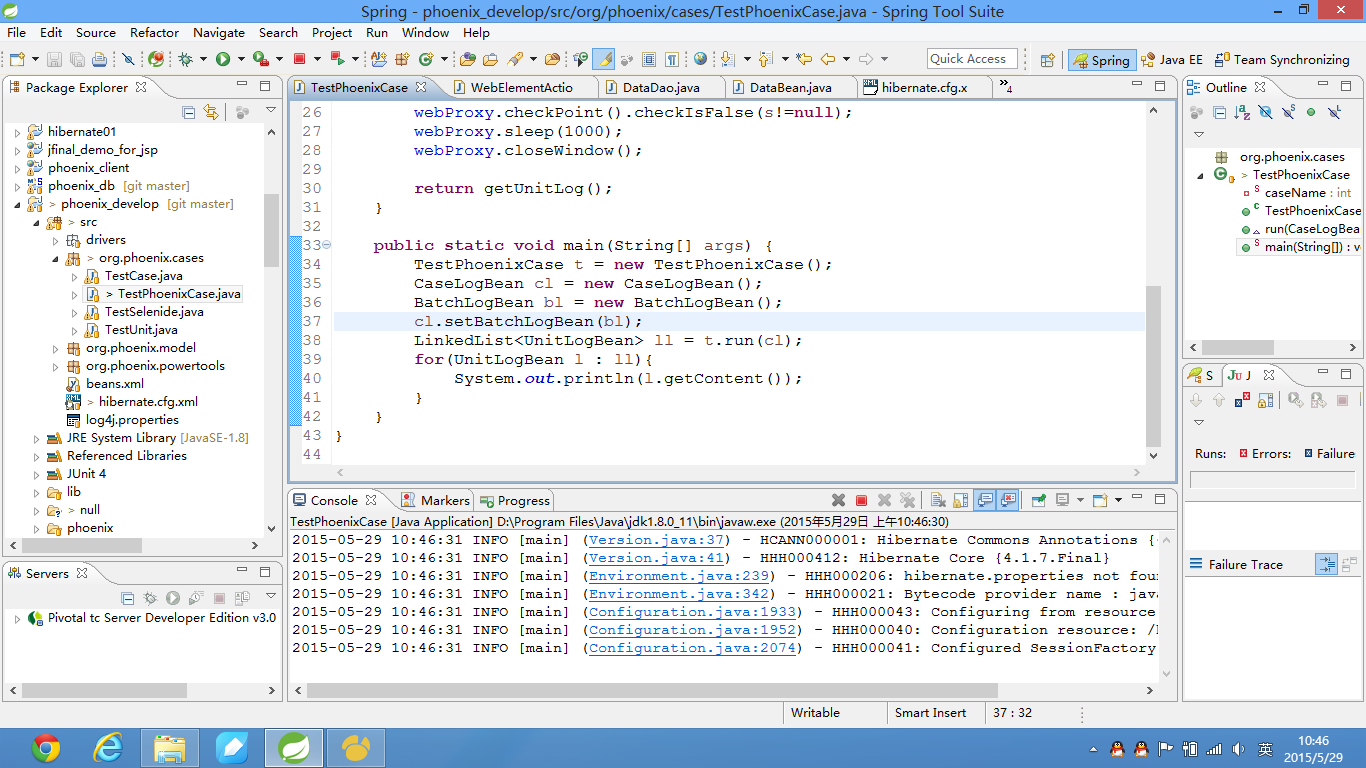 Spring - phoenix_develop/src/org/phoenix/cases/TestPhoenixCase.java - Spring Tool Suite
File Edit Source Refactor Navigate Search Project Run Window Help
Quick Access
Spring Java EE Team Synchronizing
Package Explorer
hibernate01
jfinal_demo_for_jsp
phoenix_client
phoenix_db [git master]
> phoenix_develop [git master]
> src
drivers
> org.phoenix.cases
TestCase.java
> TestPhoenixCase.java
TestSelenide.java
TestUnit.java
org.phoenix.model
org.phoenix.powertools
beans.xml
> hibernate.cfg.xml
log4j.properties
JRE System Library [JavaSE-1.8]
Referenced Libraries
JUnit 4
lib
> null
phoenix
Servers
Pivotal tc Server Developer Edition v3.0
TestPhoenixCase WebElementActio DataDao.java DataBean.java hibernate.cfg.x »4
26 webProxy.checkPoint().checkIsFalse(s!=null);
27 webProxy.sleep(1000);
28 webProxy.closeWindow();
29
30 return getUnitLog();
31 }
32
33 public static void main(String[] args) {
34 TestPhoenixCase t = new TestPhoenixCase();
35 CaseLogBean cl = new CaseLogBean();
36 BatchLogBean bl = new BatchLogBean();
37 cl.setBatchLogBean(bl);
38 LinkedList<UnitLogBean> ll = t.run(cl);
39 for(UnitLogBean l : ll){
40 System.out.println(l.getContent());
41 }
42 }
43 }
44
Console Markers Progress
TestPhoenixCase [Java Application] D:\Program Files\Java\jdk1.8.0_11\bin\javaw.exe (2015年5月29日 上午10:46:30)
2015-05-29 10:46:31 INFO [main] (Version.java:37) - HCANN000001: Hibernate Commons Annotations {
2015-05-29 10:46:31 INFO [main] (Version.java:41) - HHH000412: Hibernate Core {4.1.7.Final}
2015-05-29 10:46:31 INFO [main] (Environment.java:239) - HHH000206: hibernate.properties not foun
2015-05-29 10:46:31 INFO [main] (Environment.java:342) - HHH000021: Bytecode provider name : java
2015-05-29 10:46:31 INFO [main] (Configuration.java:1933) - HHH000043: Configuring from resource
2015-05-29 10:46:31 INFO [main] (Configuration.java:1952) - HHH000040: Configuration resource: /
2015-05-29 10:46:31 INFO [main] (Configuration.java:2074) - HHH000041: Configured SessionFactory
Outline
org.phoenix.cases
> TestPhoenixCase
caseName : int
TestPhoenixCase
run(CaseLogBea
main(String[]) : v
S JU J
Runs: Errors: Failure
Failure Trace
Writable Smart Insert 37 : 32
英
10:46
2015/5/29